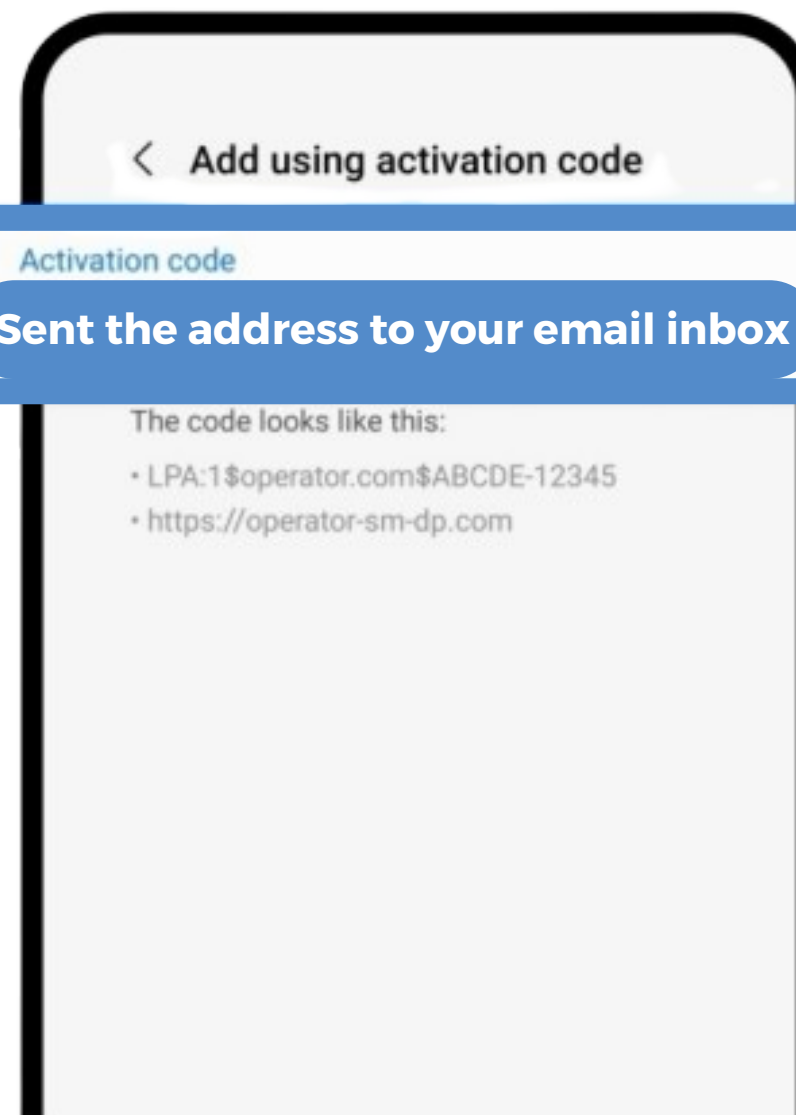 < Add using activation code
Activation code
Sent the address to your email inbox
The code looks like this:
• LPA:1$operator.com$ABCDE-12345
• https://operator-sm-dp.com